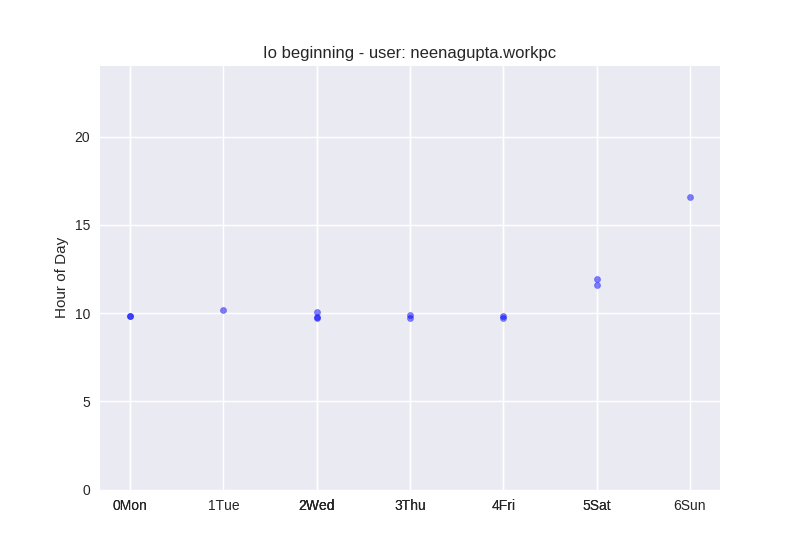 Io beginning - user: neenagupta.workpc
Hour of Day
20
15
10
5
0
0Mon 1Tue 2Wed 3Thu 4Fri 5Sat 6Sun